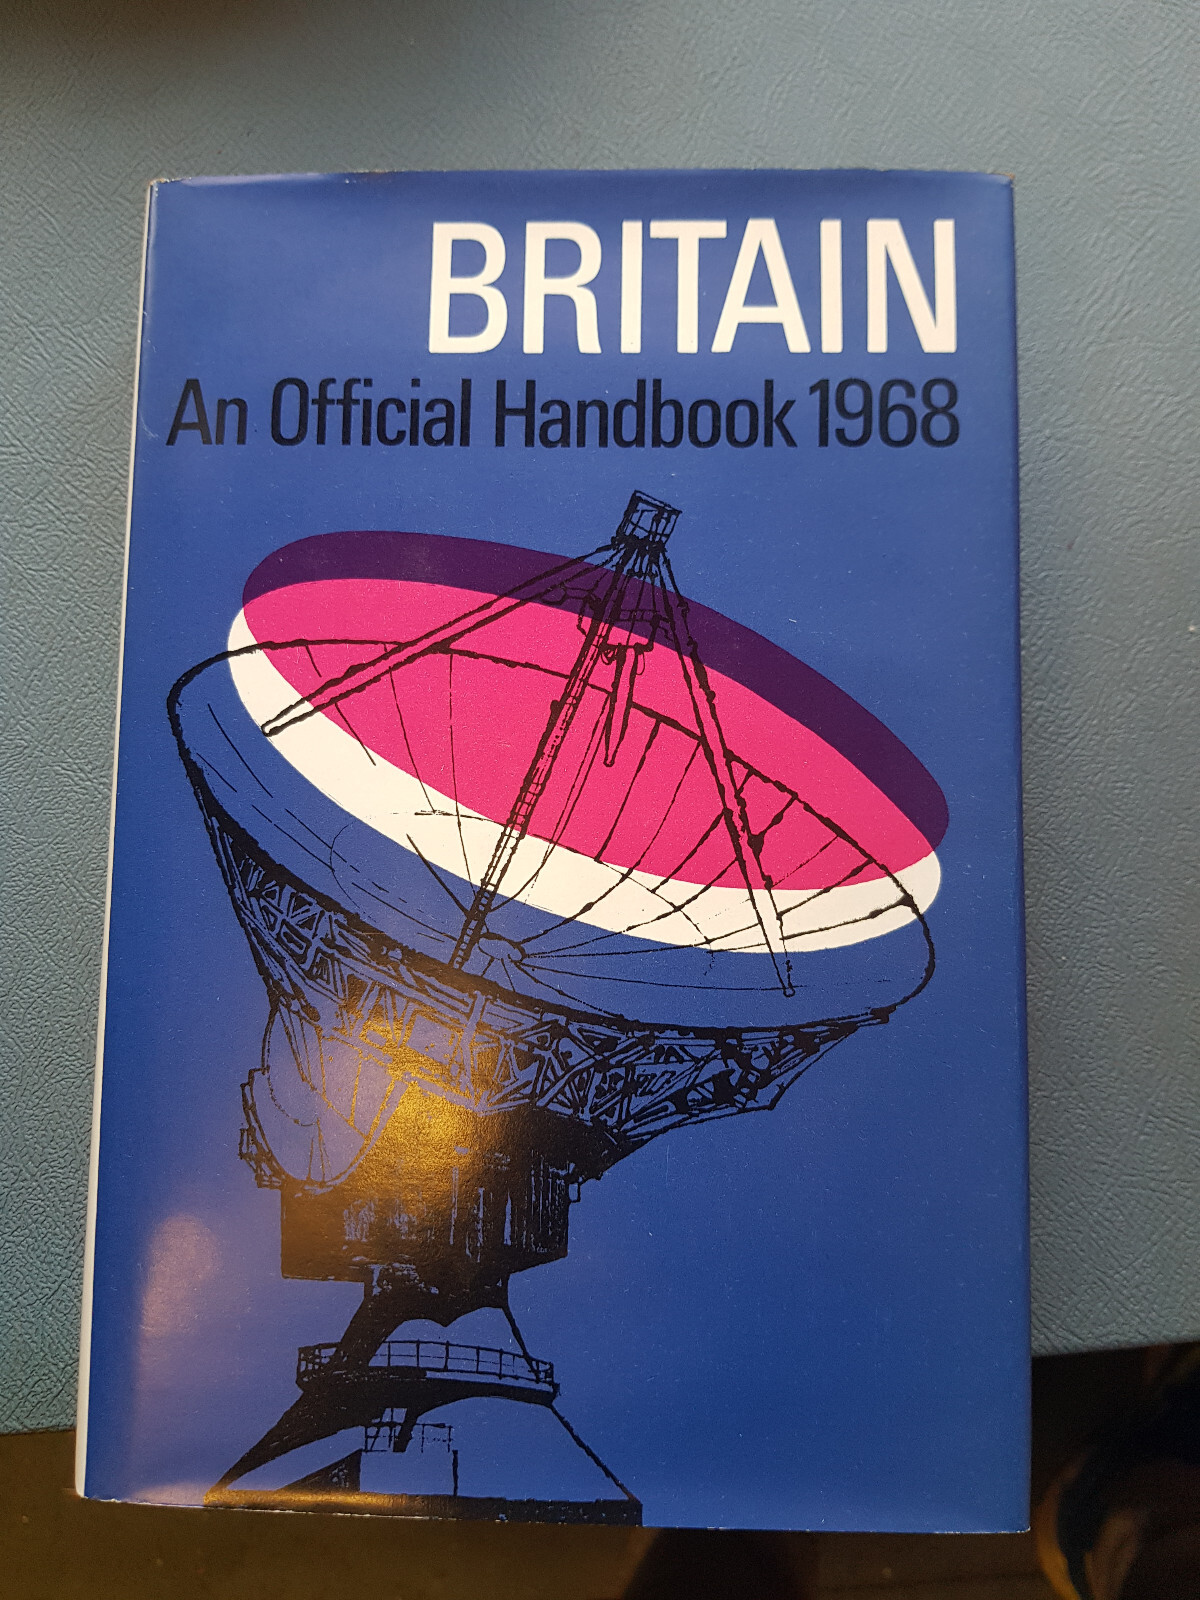 BRITAIN
An Official Handbook 1968